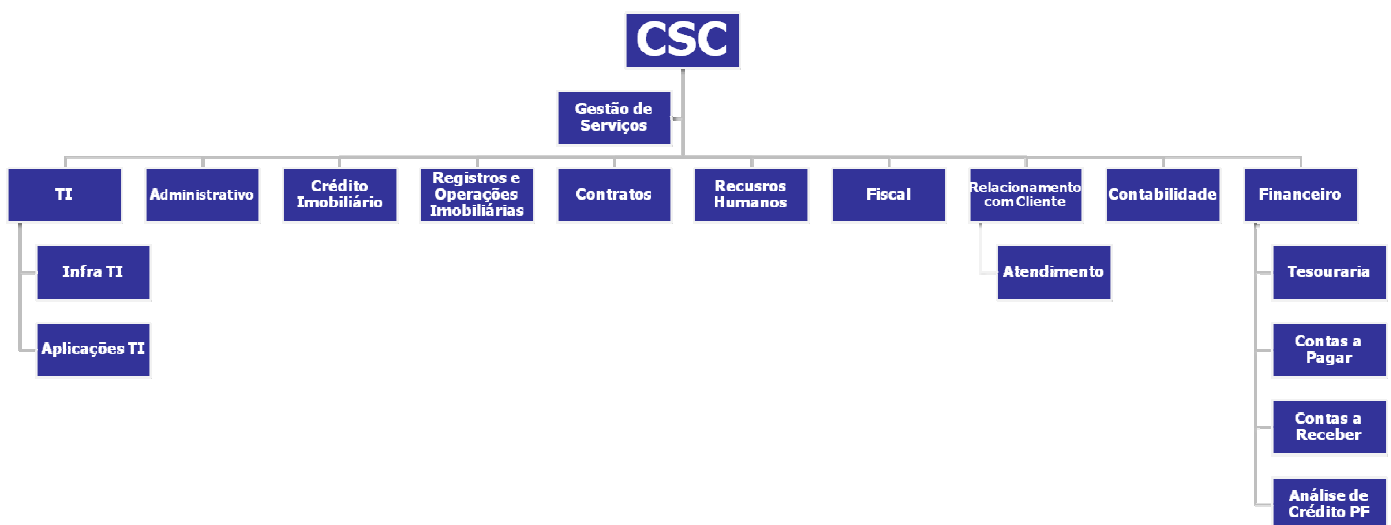 CSC
Gestão de
Serviços
TI
Administrativo
Crédito
Imobiliário
Registros e
Operações
Imobiliárias
Contratos
Recusros
Humanos
Fiscal
Relacionamento
com Cliente
Contabilidade
Financeiro
Infra TI
Atendimento
Tesouraria
Aplicações TI
Contas a
Pagar
Contas a
Receber
Análise de
Crédito PF